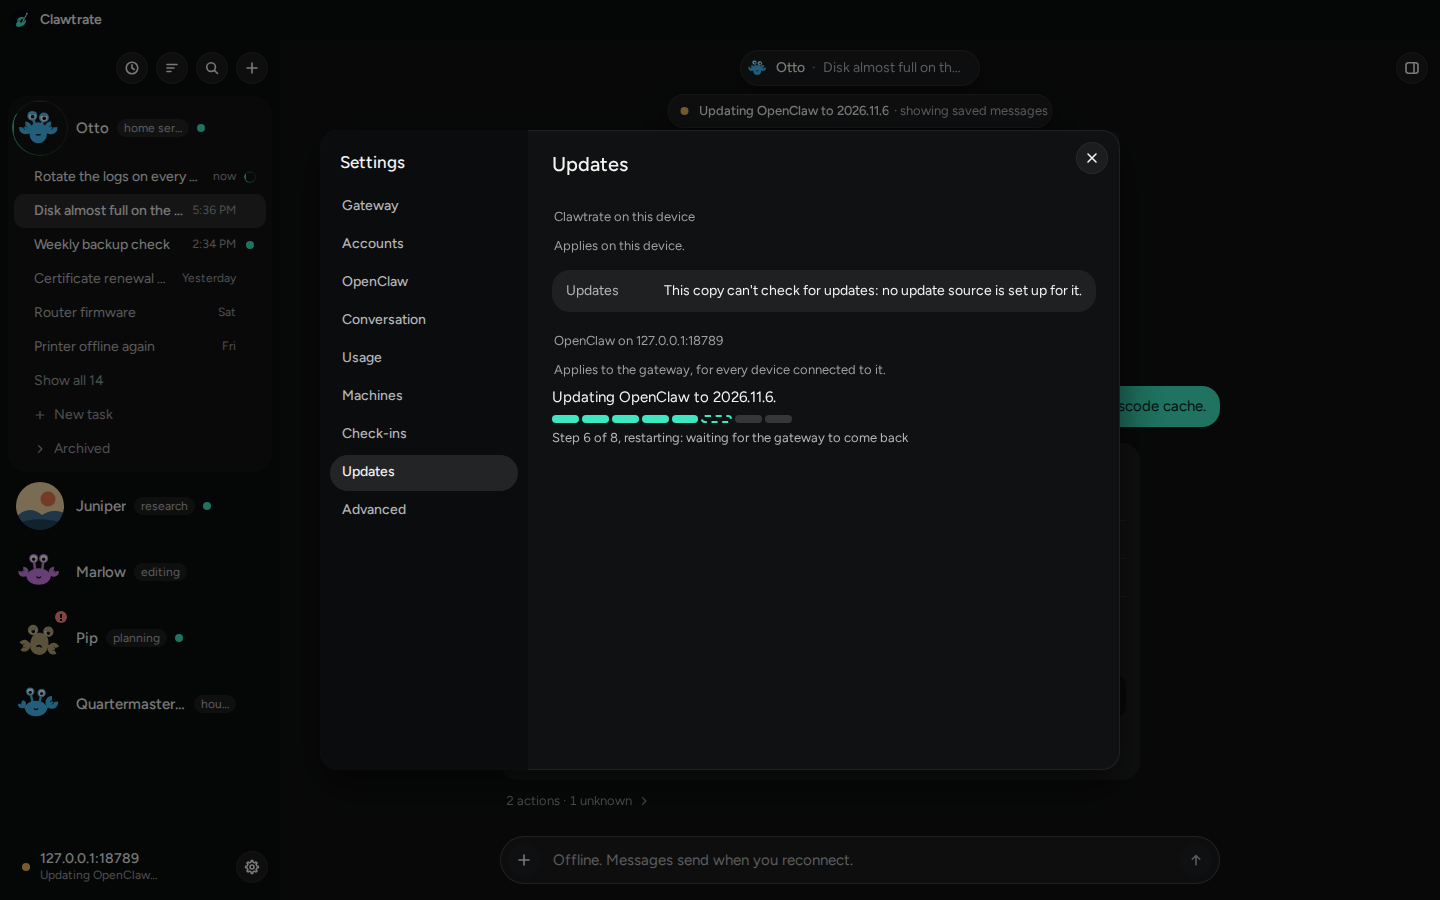 Clawtrate
Otto · Disk almost full on th...
Updating OpenClaw to 2026.11.6 · showing saved messages
Otto home ser...
Rotate the logs on every ... now
Disk almost full on the ... 5:36 PM
Weekly backup check 2:34 PM
Certificate renewal ... Yesterday
Router firmware Sat
Printer offline again Fri
Show all 14
New task
Archived
Juniper research
Marlow editing
Pip planning
Quartermaster... hou...
127.0.0.1:18789
Updating OpenClaw...
Settings
Gateway
Accounts
OpenClaw
Conversation
Usage
Machines
Check-ins
Updates
Advanced
Updates
Clawtrate on this device
Applies on this device.
Updates This copy can't check for updates: no update source is set up for it.
OpenClaw on 127.0.0.1:18789
Applies to the gateway, for every device connected to it.
Updating OpenClaw to 2026.11.6.
Step 6 of 8, restarting: waiting for the gateway to come back
cache.
2 actions · 1 unknown
Offline. Messages send when you reconnect.